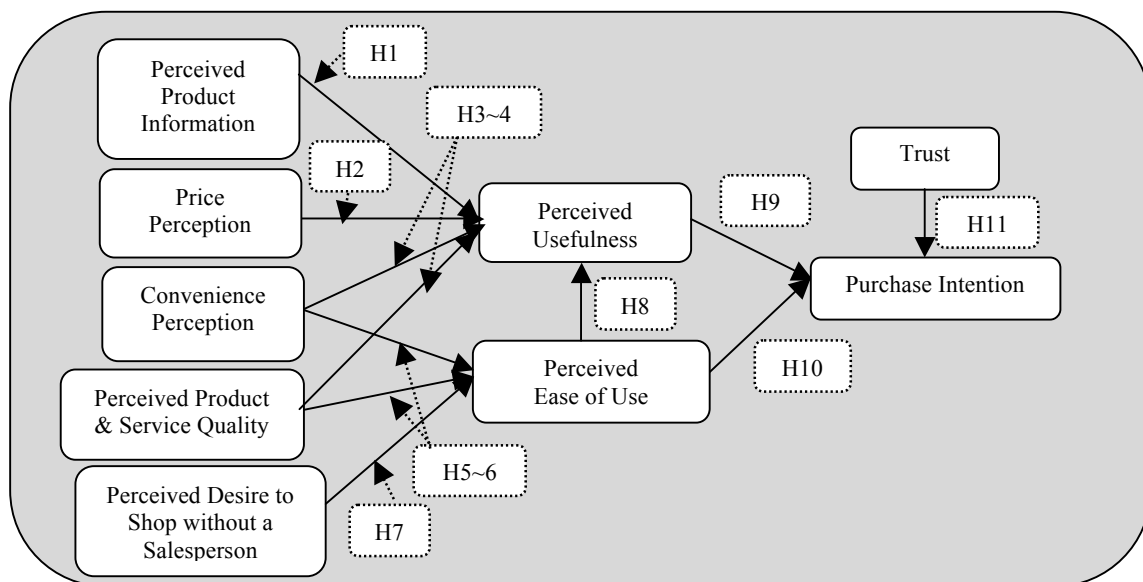 Perceived
Product
Information
H1
H3~4
H2
Price
Perception
Convenience
Perception
Perceived Product
& Service Quality
Perceived Desire to
Shop without a
Salesperson
H5~6
H7
Perceived
Usefulness
H8
Perceived
Ease of Use
H9
H10
Trust
H11
Purchase Intention